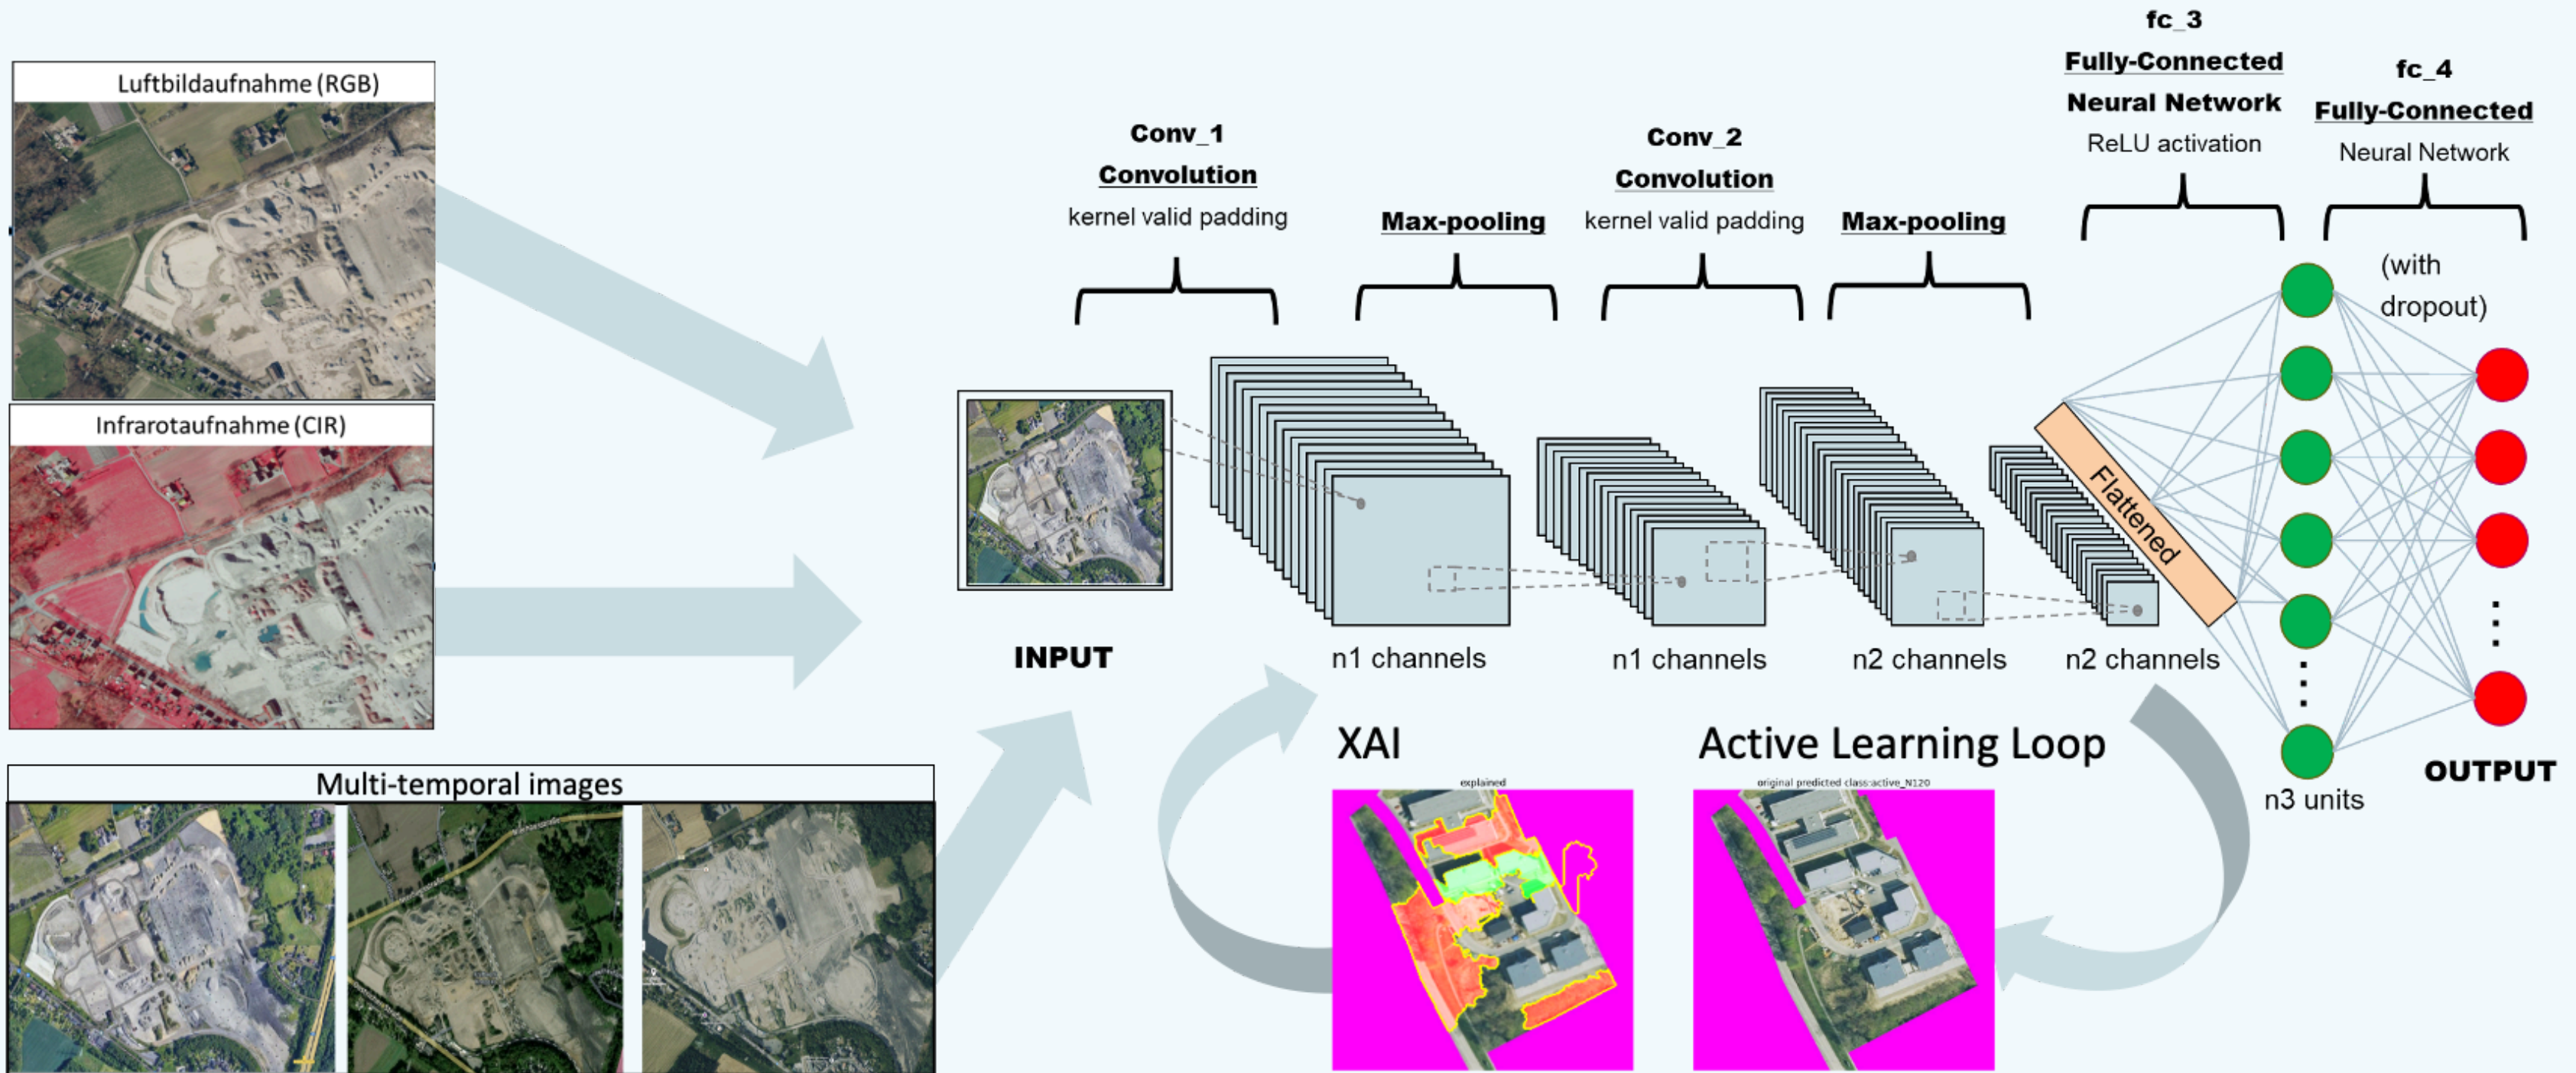 Luftbildaufnahme (RGB)
Infrarotaufnahme (CIR)
Multi-temporal images
INPUT
Conv_1
Convolution
kernel valid padding
Max-pooling
Conv_2
Convolution
kernel valid padding
Max-pooling
fc_3
Fully-Connected
Neural Network
ReLU activation
fc_4
Fully-Connected
Neural Network
(with
dropout)
n1 channels
n1 channels
n2 channels
n2 channels
Flattened
n3 units
OUTPUT
XAI
explained
Active Learning Loop
original predicted class:active_N120